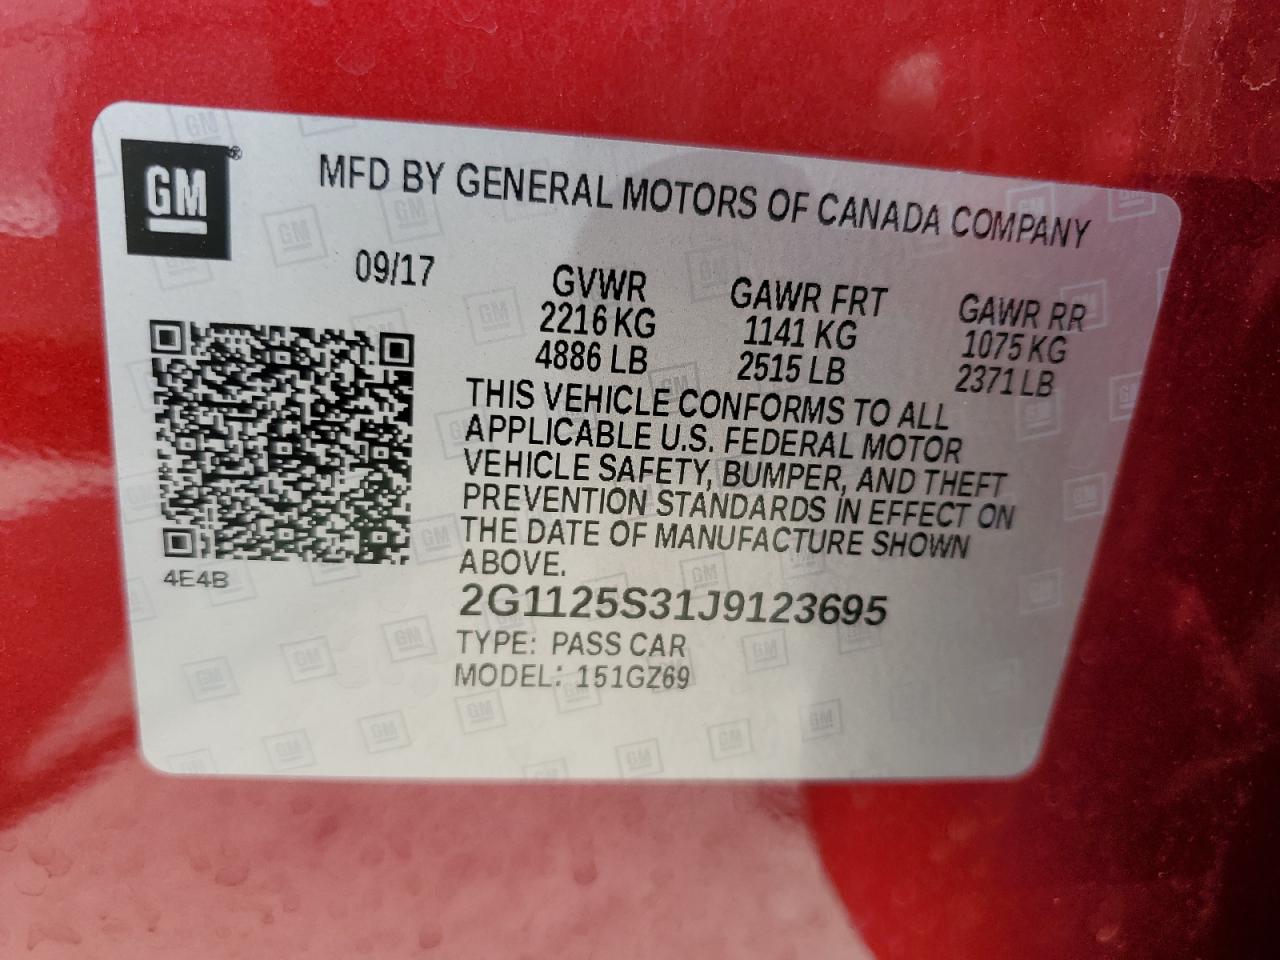 GM®
MFD BY GENERAL MOTORS OF CANADA COMPANY
09/17
GVWR
2216 KG
4886 LB
GAWR FRT
1141 KG
2515 LB
GAWR RR
1075 KG
2371 LB
THIS VEHICLE CONFORMS TO ALL
APPLICABLE U.S. FEDERAL MOTOR
VEHICLE SAFETY, BUMPER, AND THEFT
PREVENTION STANDARDS IN EFFECT ON
THE DATE OF MANUFACTURE SHOWN
ABOVE.
4E4B
2G1125S31J9123695
TYPE: PASS CAR
MODEL: 151GZ69